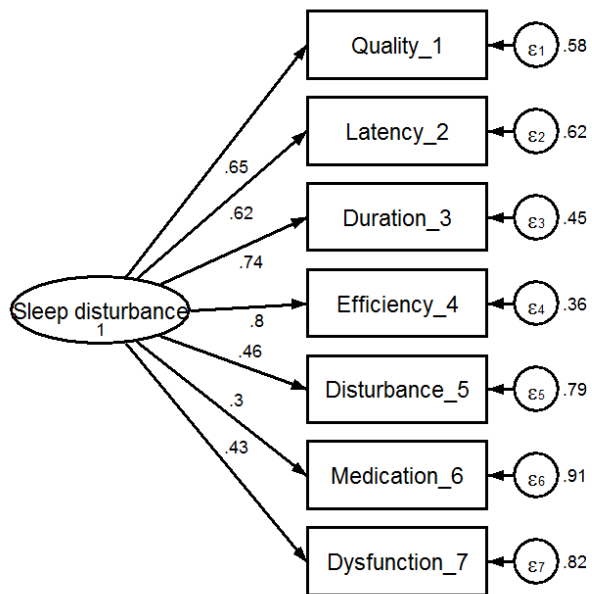 Quality_1
ε1
.58
Latency_2
ε2
.62
.65
.62
Duration_3
ε3
.45
.74
Sleep disturbance
1
Efficiency_4
ε4
.36
.8
.46
Disturbance_5
ε5
.79
.3
.43
Medication_6
ε6
.91
Dysfunction_7
ε7
.82